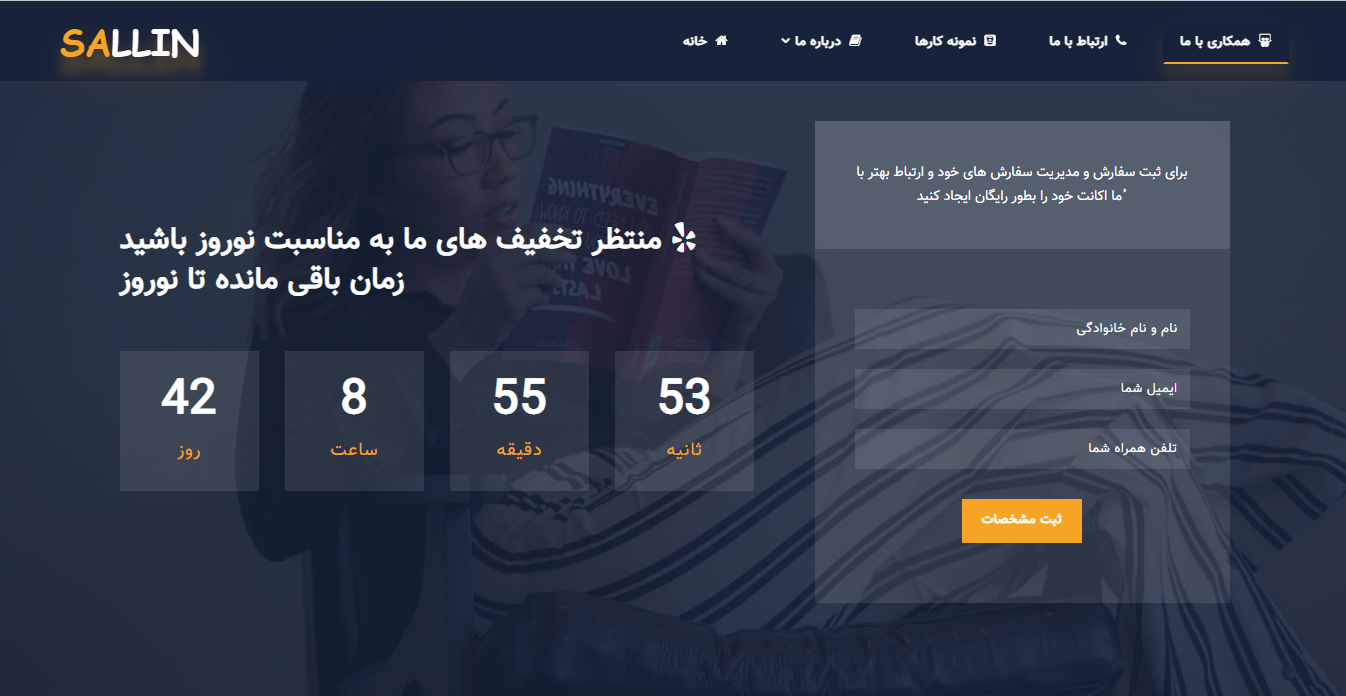 SALLIN
همکاری با ما
ارتباط با ما
نمونه کارها
درباره ما
خانه
برای ثبت سفارش و مدیریت سفارش های خود و ارتباط بهتر با
ما اکانت خود را بطور رایگان ایجاد کنید ُ
نام و نام خانوادگی
ایمیل شما
تلفن همراه شما
ثبت مشخصات
منتظر تخفیف های ما به مناسبت نوروز باشید
زمان باقی مانده تا نوروز
42
روز
8
ساعت
55
دقیقه
53
ثانیه
EVERYTHING
NEED TO KNOW
LOVE THAT
LASTS